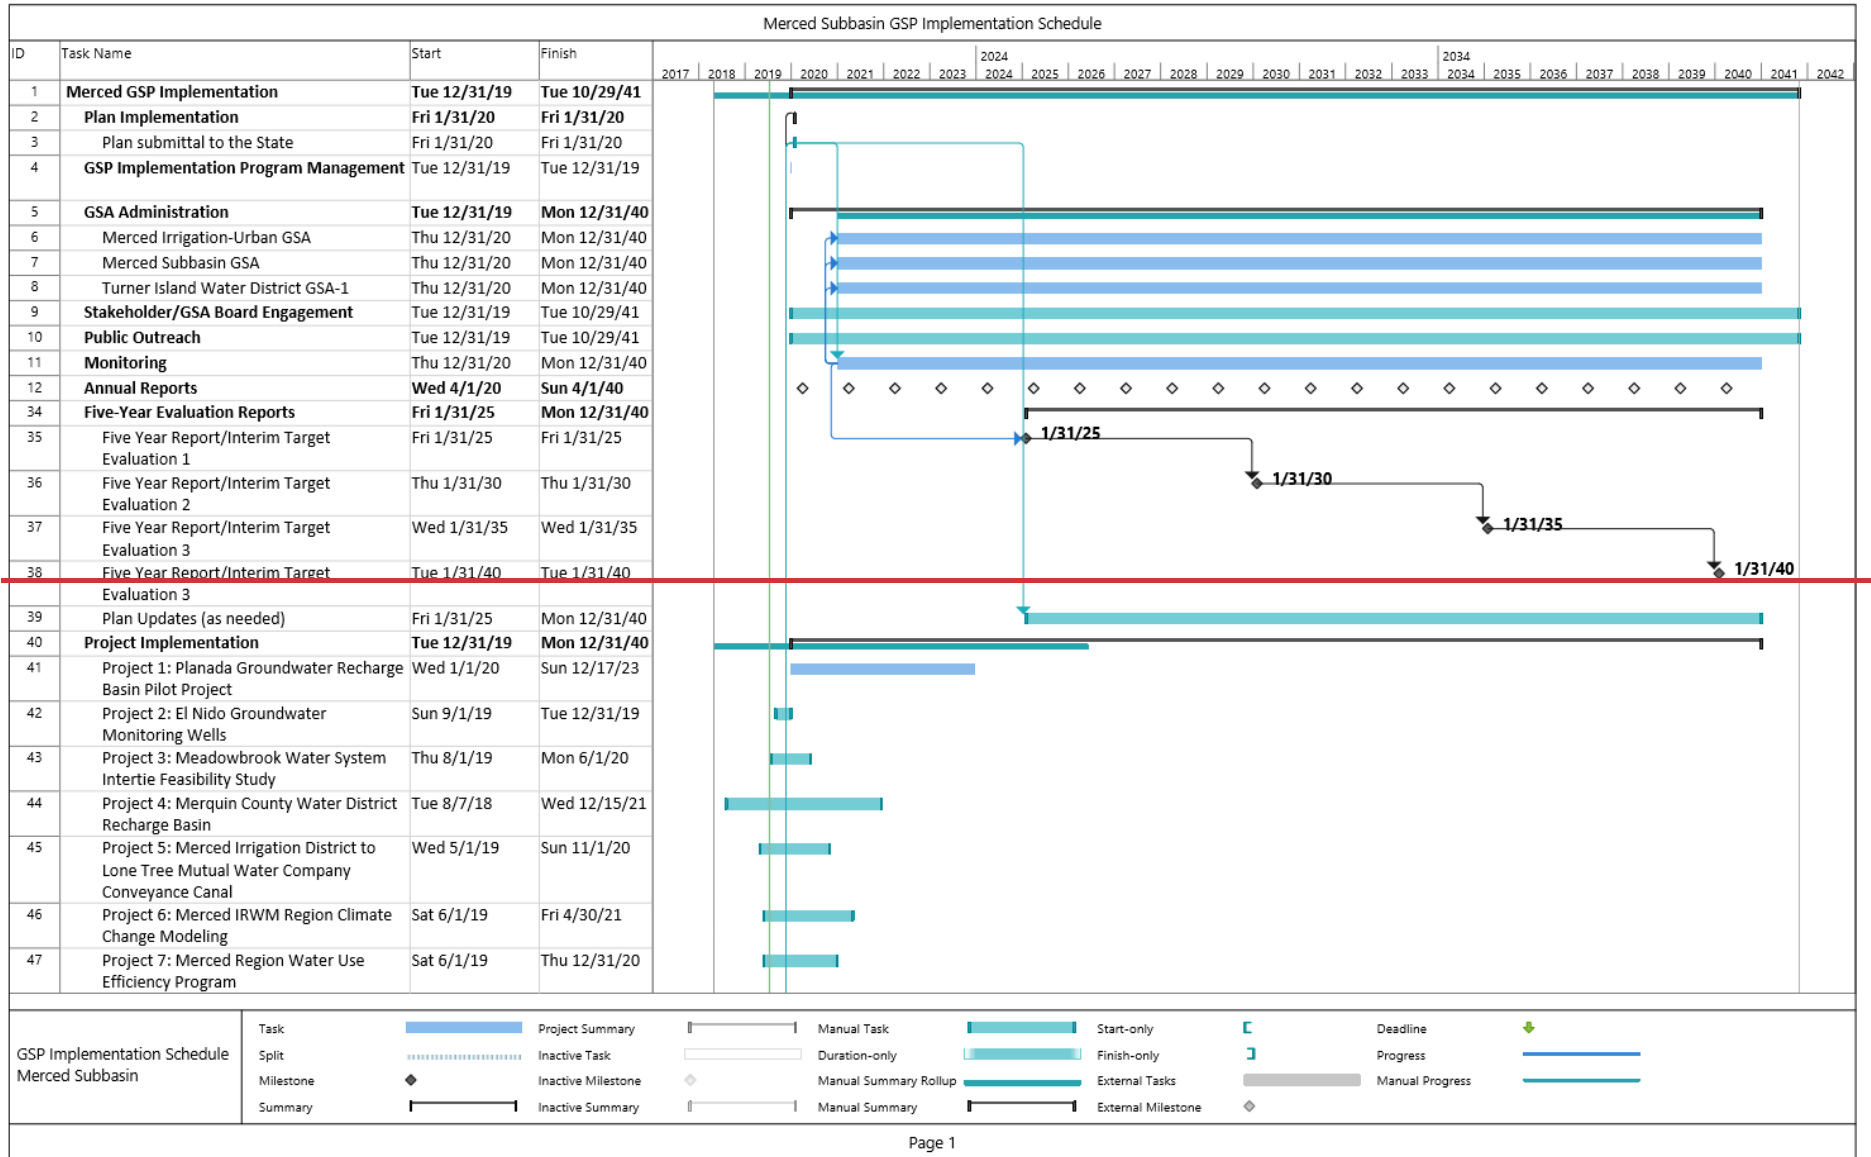 Merced Subbasin GSP Implementation Schedule
ID Task Name Start Finish 2024 2034
2017 2018 2019 2020 2021 2022 2023 2024 2025 2026 2027 2028 2029 2030 2031 2032 2033 2034 2035 2036 2037 2038 2039 2040 2041 2042
1 Merced GSP Implementation Tue 12/31/19 Tue 10/29/41
2 Plan Implementation Fri 1/31/20 Fri 1/31/20
3 Plan submittal to the State Fri 1/31/20 Fri 1/31/20
4 GSP Implementation Program Management Tue 12/31/19 Tue 12/31/19
5 GSA Administration Tue 12/31/19 Mon 12/31/40
6 Merced Irrigation-Urban GSA Thu 12/31/20 Mon 12/31/40
7 Merced Subbasin GSA Thu 12/31/20 Mon 12/31/40
8 Turner Island Water District GSA-1 Thu 12/31/20 Mon 12/31/40
9 Stakeholder/GSA Board Engagement Tue 12/31/19 Tue 10/29/41
10 Public Outreach Tue 12/31/19 Tue 10/29/41
11 Monitoring Thu 12/31/20 Mon 12/31/40
12 Annual Reports Wed 4/1/20 Sun 4/1/40
34 Five-Year Evaluation Reports Fri 1/31/25 Mon 12/31/40
35 Five Year Report/Interim Target Fri 1/31/25 Fri 1/31/25 1/31/25
Evaluation 1
36 Five Year Report/Interim Target Thu 1/31/30 Thu 1/31/30 1/31/30
Evaluation 2
37 Five Year Report/Interim Target Wed 1/31/35 Wed 1/31/35 1/31/35
Evaluation 3
38 Five Year Report/Interim Target Tue 1/31/40 Tue 1/31/40 1/31/40
Evaluation 3
39 Plan Updates (as needed) Fri 1/31/25 Mon 12/31/40
40 Project Implementation Tue 12/31/19 Mon 12/31/40
41 Project 1: Planada Groundwater Recharge Wed 1/1/20 Sun 12/17/23
Basin Pilot Project
42 Project 2: El Nido Groundwater Sun 9/1/19 Tue 12/31/19
Monitoring Wells
43 Project 3: Meadowbrook Water System Thu 8/1/19 Mon 6/1/20
Intertie Feasibility Study
44 Project 4: Merquin County Water District Tue 8/7/18 Wed 12/15/21
Recharge Basin
45 Project 5: Merced Irrigation District to Wed 5/1/19 Sun 11/1/20
Lone Tree Mutual Water Company
Conveyance Canal
46 Project 6: Merced IRWM Region Climate Sat 6/1/19 Fri 4/30/21
Change Modeling
47 Project 7: Merced Region Water Use Sat 6/1/19 Thu 12/31/20
Efficiency Program
GSP Implementation Schedule
Merced Subbasin
Task Project Summary Manual Task Start-only Deadline
Split Inactive Task Duration-only Finish-only Progress
Milestone Inactive Milestone Manual Summary Rollup External Tasks Manual Progress
Summary Inactive Summary Manual Summary External Milestone
Page 1